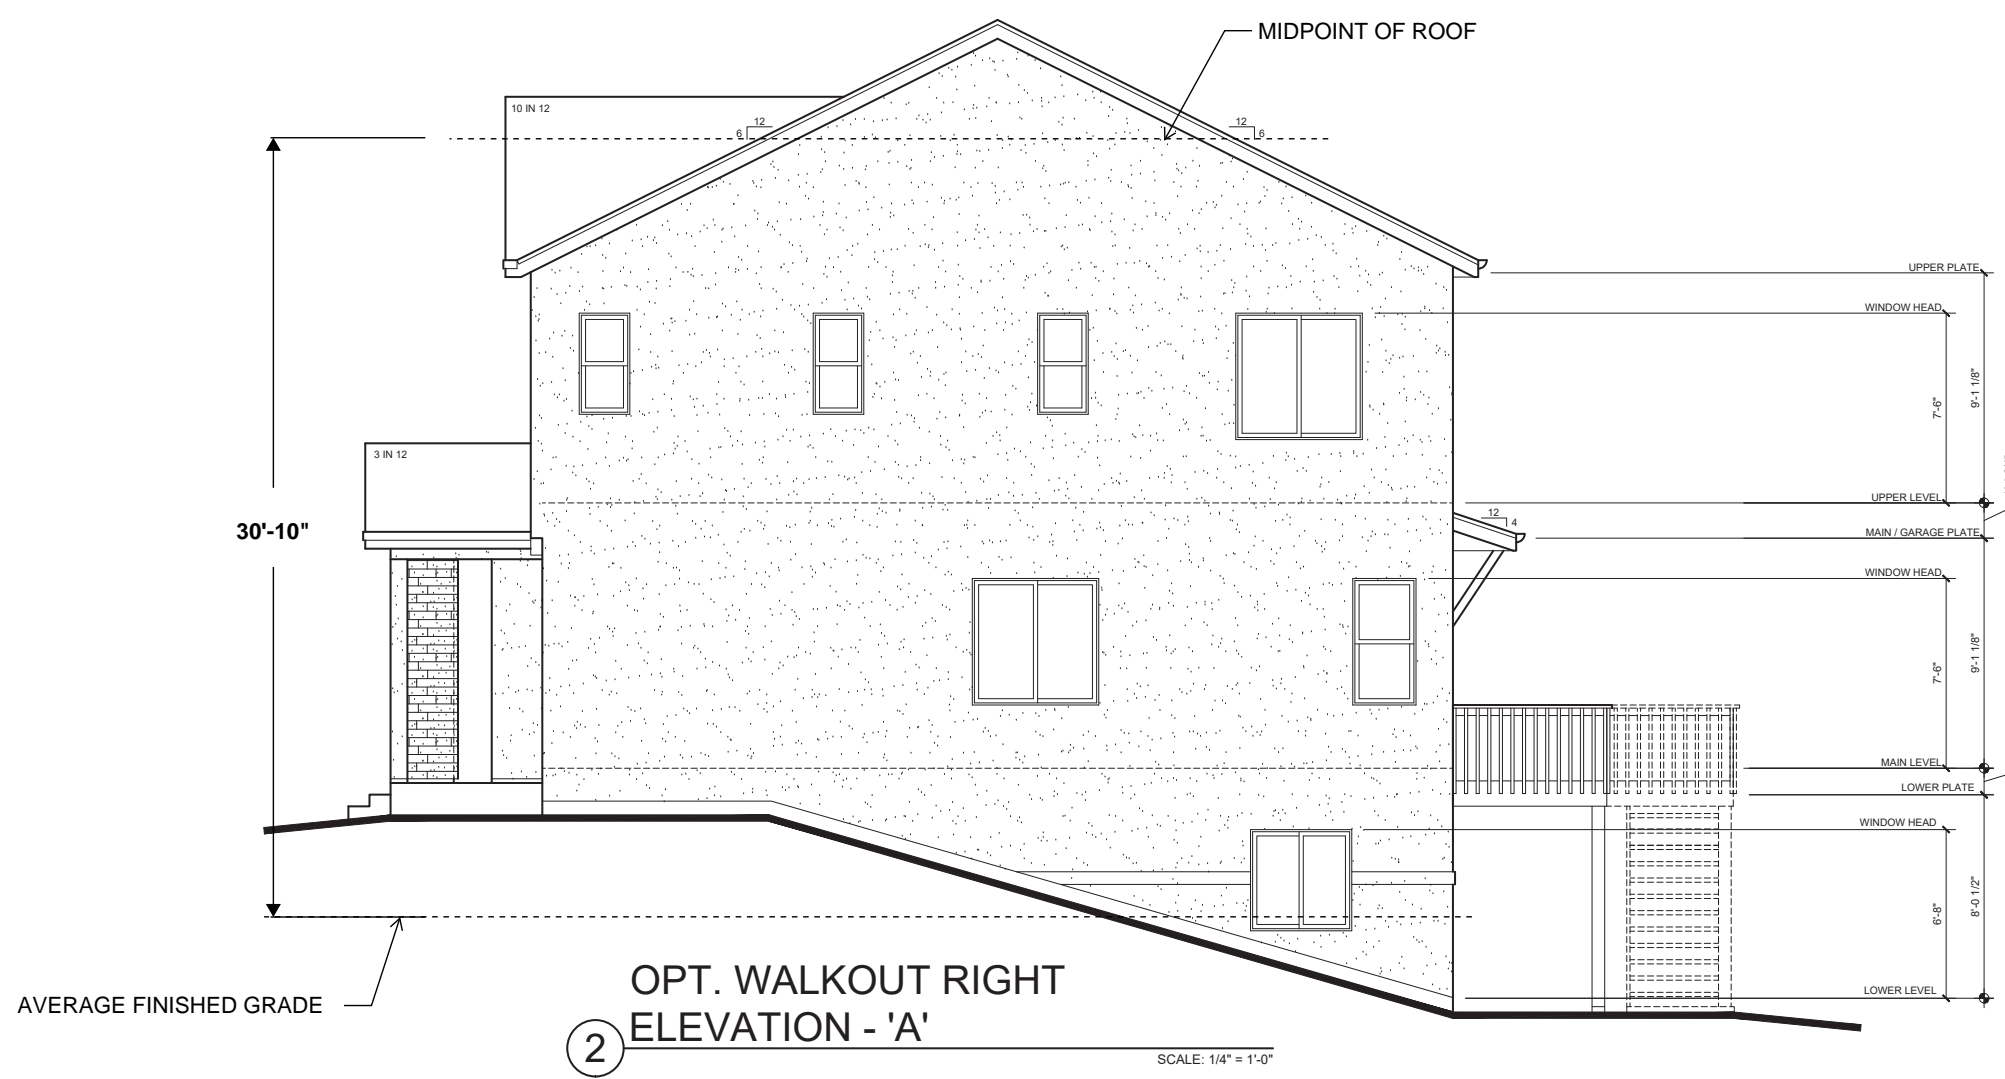 MIDPOINT OF ROOF
10 IN 12
12
6
12
6
UPPER PLATE
WINDOW HEAD
9'-1 1/8"
7'-6"
3 IN 12
UPPER LEVEL
12
4
30'-10"
MAIN / GARAGE PLATE
WINDOW HEAD
9'-1 1/8"
7'-6"
MAIN LEVEL
LOWER PLATE
WINDOW HEAD
8'-0 1/2"
6'-8"
LOWER LEVEL
AVERAGE FINISHED GRADE
OPT. WALKOUT RIGHT
ELEVATION - 'A'
2
SCALE: 1/4" = 1'-0"